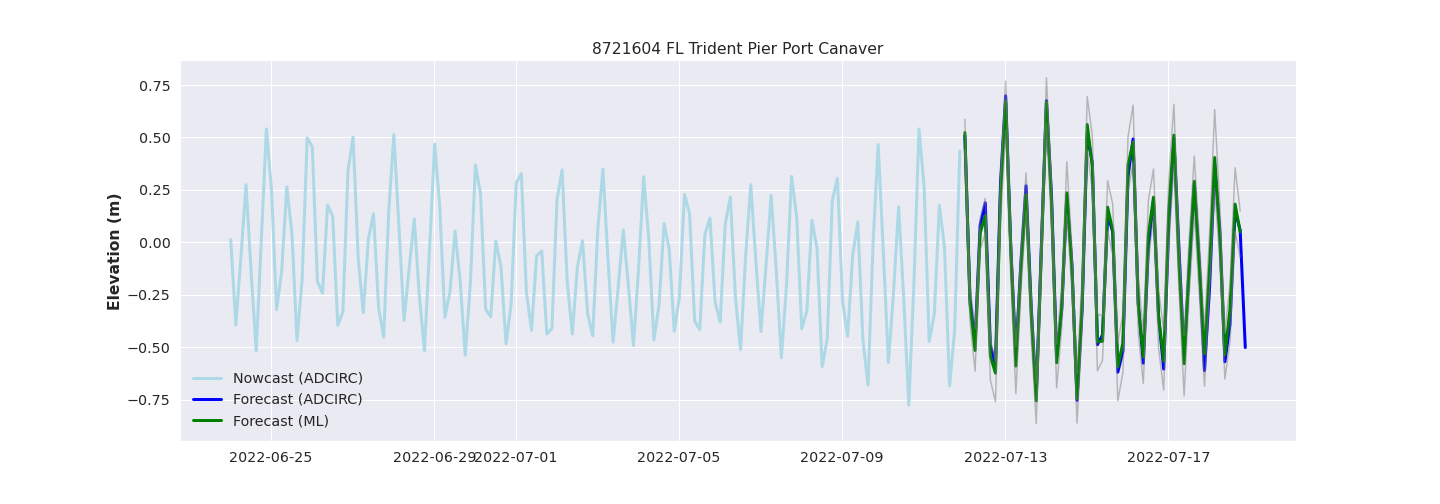 8721604 FL Trident Pier Port Canaver
Elevation (m)
0.75
0.50
0.25
0.00
−0.25
−0.50
−0.75
Nowcast (ADCIRC)
Forecast (ADCIRC)
Forecast (ML)
2022-06-25 2022-06-29 2022-07-01 2022-07-05 2022-07-09 2022-07-13 2022-07-17